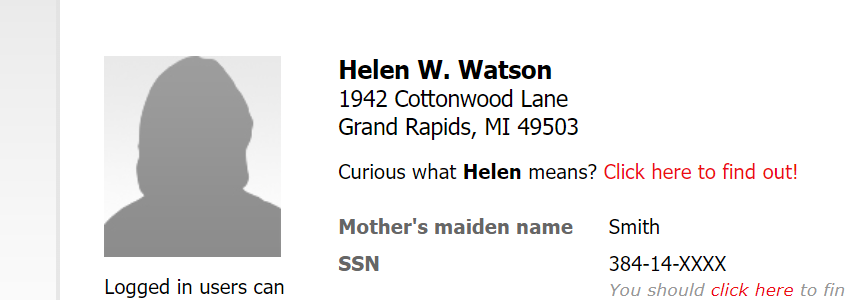 Helen W. Watson
1942 Cottonwood Lane
Grand Rapids, MI 49503
Curious what Helen means? Click here to find out!
Mother's maiden name Smith
SSN 384-14-XXXX
You should click here to fin
Logged in users can